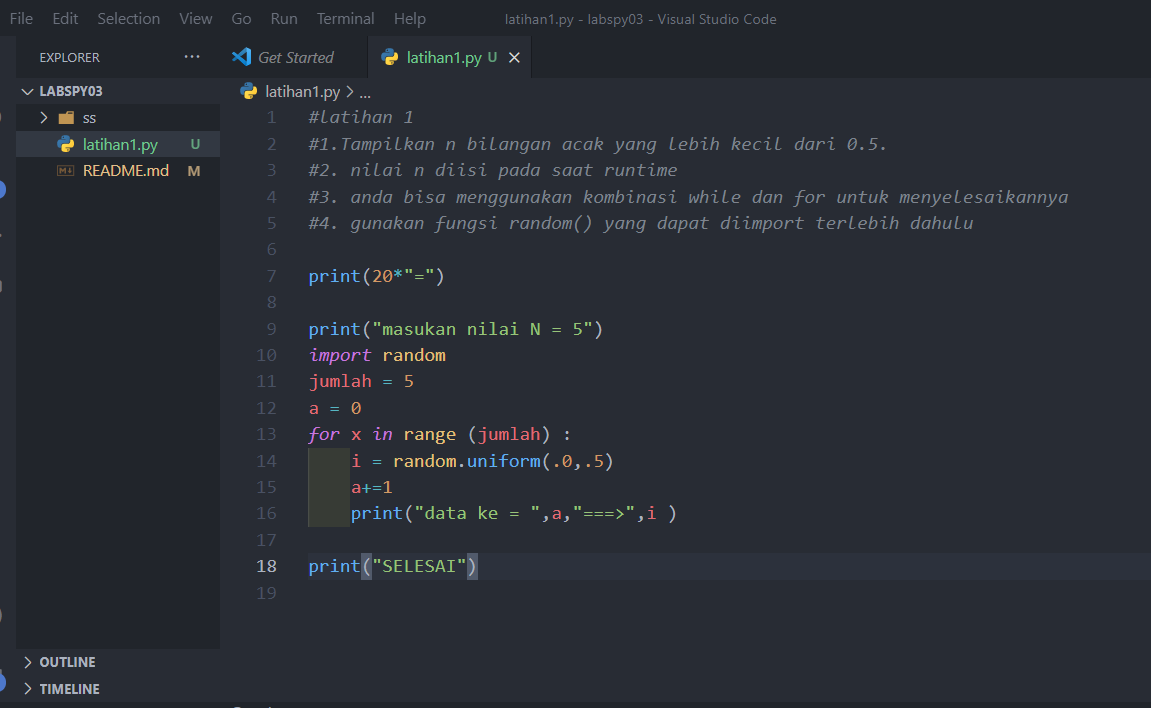 File Edit Selection View Go Run Terminal Help latihan1.py - labspy03 - Visual Studio Code
EXPLORER ... Get Started latihan1.py U
LABSPY03
ss
latihan1.py U
README.md M
latihan1.py > ...
1 #latihan 1
2 #1.Tampilkan n bilangan acak yang lebih kecil dari 0.5.
3 #2. nilai n diisi pada saat runtime
4 #3. anda bisa menggunakan kombinasi while dan for untuk menyelesaikannya
5 #4. gunakan fungsi random() yang dapat diimport terlebih dahulu
6
7 print(20*"=")
8
9 print("masukan nilai N = 5")
10 import random
11 jumlah = 5
12 a = 0
13 for x in range (jumlah) :
14     i = random.uniform(.0,.5)
15     a+=1
16     print("data ke = ",a,"===>",i )
17
18 print("SELESAI")
19
OUTLINE
TIMELINE